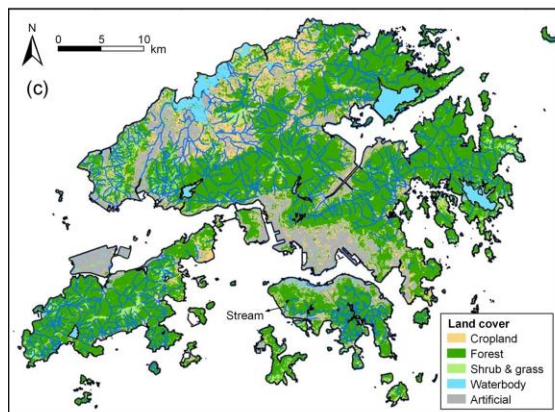 N
0 5 10
km
(c)
Stream
Land cover
Cropland
Forest
Shrub & grass
Waterbody
Artificial